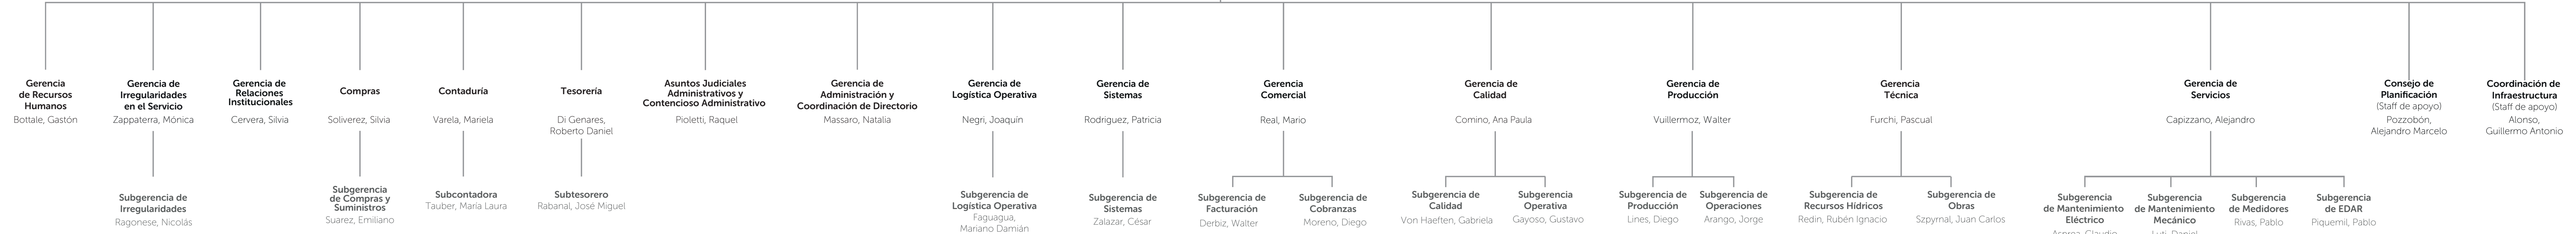 Gerencia
de Recursos
Humanos
Bottale, Gastón
Gerencia de
Irregularidades
en el Servicio
Zappaterra, Mónica
Gerencia de
Relaciones
Institucionales
Cervera, Silvia
Compras
Soliverez, Silvia
Contaduría
Varela, Mariela
Tesorería
Di Genares,
Roberto Daniel
Asuntos Judiciales
Administrativos y
Contencioso Administrativo
Pioletti, Raquel
Gerencia de
Administración y
Coordinación de Directorio
Massaro, Natalia
Gerencia de
Logística Operativa
Negri, Joaquín
Gerencia de
Sistemas
Rodriguez, Patricia
Gerencia
Comercial
Real, Mario
Gerencia de
Calidad
Comino, Ana Paula
Gerencia de
Producción
Vuillermoz, Walter
Gerencia
Técnica
Furchi, Pascual
Gerencia de
Servicios
Capizzano, Alejandro
Consejo de
Planificación
(Staff de apoyo)
Pozzobón,
Alejandro Marcelo
Coordinación de
Infraestructura
(Staff de apoyo)
Alonso,
Guillermo Antonio
Subgerencia de
Irregularidades
Ragonese, Nicolás
Subgerencia
de Compras y
Suministros
Suarez, Emiliano
Subcontadora
Tauber, María Laura
Subtesorero
Rabanal, José Miguel
Subgerencia de
Logística Operativa
Faguagua,
Mariano Damián
Subgerencia de
Sistemas
Zalazar, César
Subgerencia de
Facturación
Derbiz, Walter
Subgerencia de
Cobranzas
Moreno, Diego
Subgerencia de
Calidad
Von Haeften, Gabriela
Subgerencia
Operativa
Gayoso, Gustavo
Subgerencia de
Producción
Lines, Diego
Subgerencia de
Operaciones
Arango, Jorge
Subgerencia de
Recursos Hídricos
Redin, Rubén Ignacio
Subgerencia de
Obras
Szpyrnal, Juan Carlos
Subgerencia
de Mantenimiento
Eléctrico
Subgerencia
de Mantenimiento
Mecánico
Subgerencia
de Medidores
Rivas, Pablo
Subgerencia
de EDAR
Piquemil, Pablo